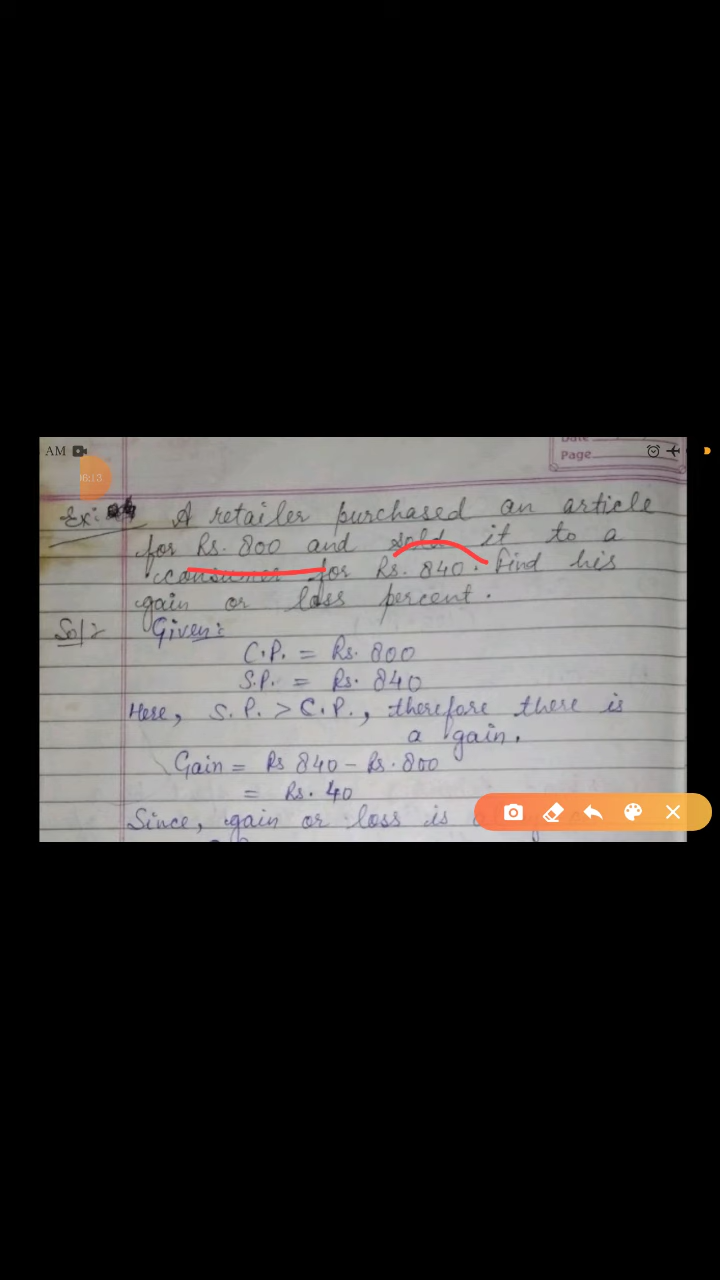 AM
Date
Page
Ex:
A retailer purchased an article
for Rs. 800 and sold it to a
consumer for Rs. 840. Find his
gain or loss percent.
Sol:
Given:
C.P. = Rs. 800
S.P. = Rs. 840
Here, S.P. > C.P., therefore there is
a gain.
Gain = Rs 840 - Rs. 800
= Rs. 40
Since, gain or loss is